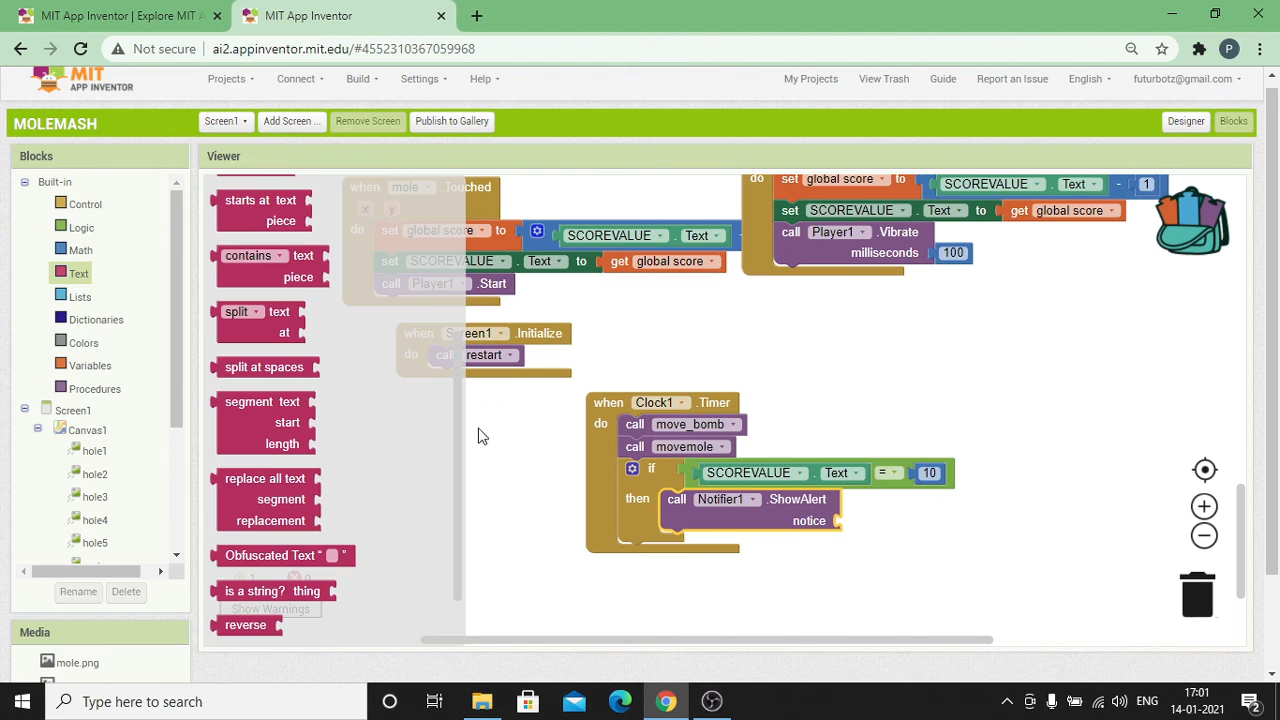 MIT App Inventor | Explore MIT A
MIT App Inventor
Not secure
ai2.appinventor.mit.edu/#4552310367059968
P
MIT
APP INVENTOR
Projects
Connect
Build
Settings
Help
My Projects
View Trash
Guide
Report an Issue
English
futurbotz@gmail.com
MOLEMASH
Screen1
Add Screen ...
Remove Screen
Publish to Gallery
Designer
Blocks
Blocks
Viewer
Built-in
Control
Logic
Math
Text
Lists
Dictionaries
Colors
Variables
Procedures
Screen1
Canvas1
hole1
hole2
hole3
hole4
hole5
Rename
Delete
Media
mole.png
starts at text
piece
contains text
piece
split text
at
split at spaces
segment text
start
length
replace all text
segment
replacement
Obfuscated Text " "
is a string? thing
reverse
1
0
Show Warnings
when mole .Touched
x y
do set global score to SCOREVALUE . Text
set SCOREVALUE . Text to get global score
call Player1 .Start
when Screen1 .Initialize
do call restart
do set global score to SCOREVALUE . Text - 1
set SCOREVALUE . Text to get global score
call Player1 .Vibrate
milliseconds 100
when Clock1 .Timer
do call move_bomb
call movemole
if SCOREVALUE . Text = 10
then call Notifier1 .ShowAlert
notice
Type here to search
ENG
17:01
14-01-2021
2